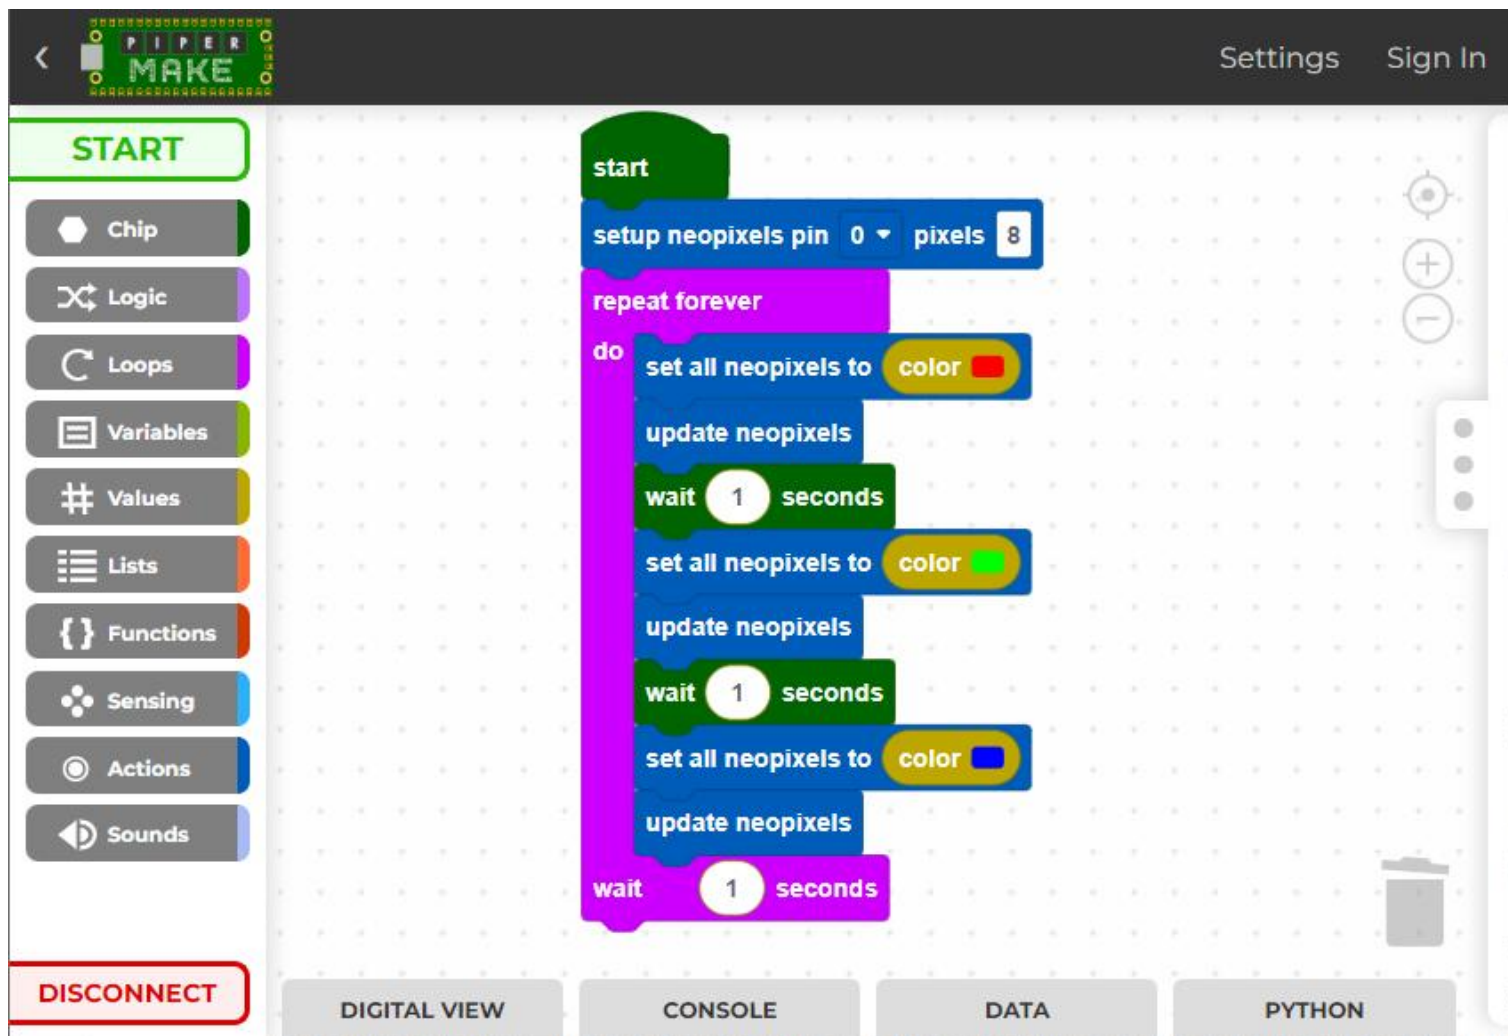 PIPER
MAKE
Settings
Sign In
START
Chip
Logic
Loops
Variables
Values
Lists
Functions
Sensing
Actions
Sounds
DISCONNECT
start
setup neopixels pin 0 pixels 8
repeat forever
do
set all neopixels to color
update neopixels
wait 1 seconds
set all neopixels to color
update neopixels
wait 1 seconds
set all neopixels to color
update neopixels
wait 1 seconds
DIGITAL VIEW
CONSOLE
DATA
PYTHON